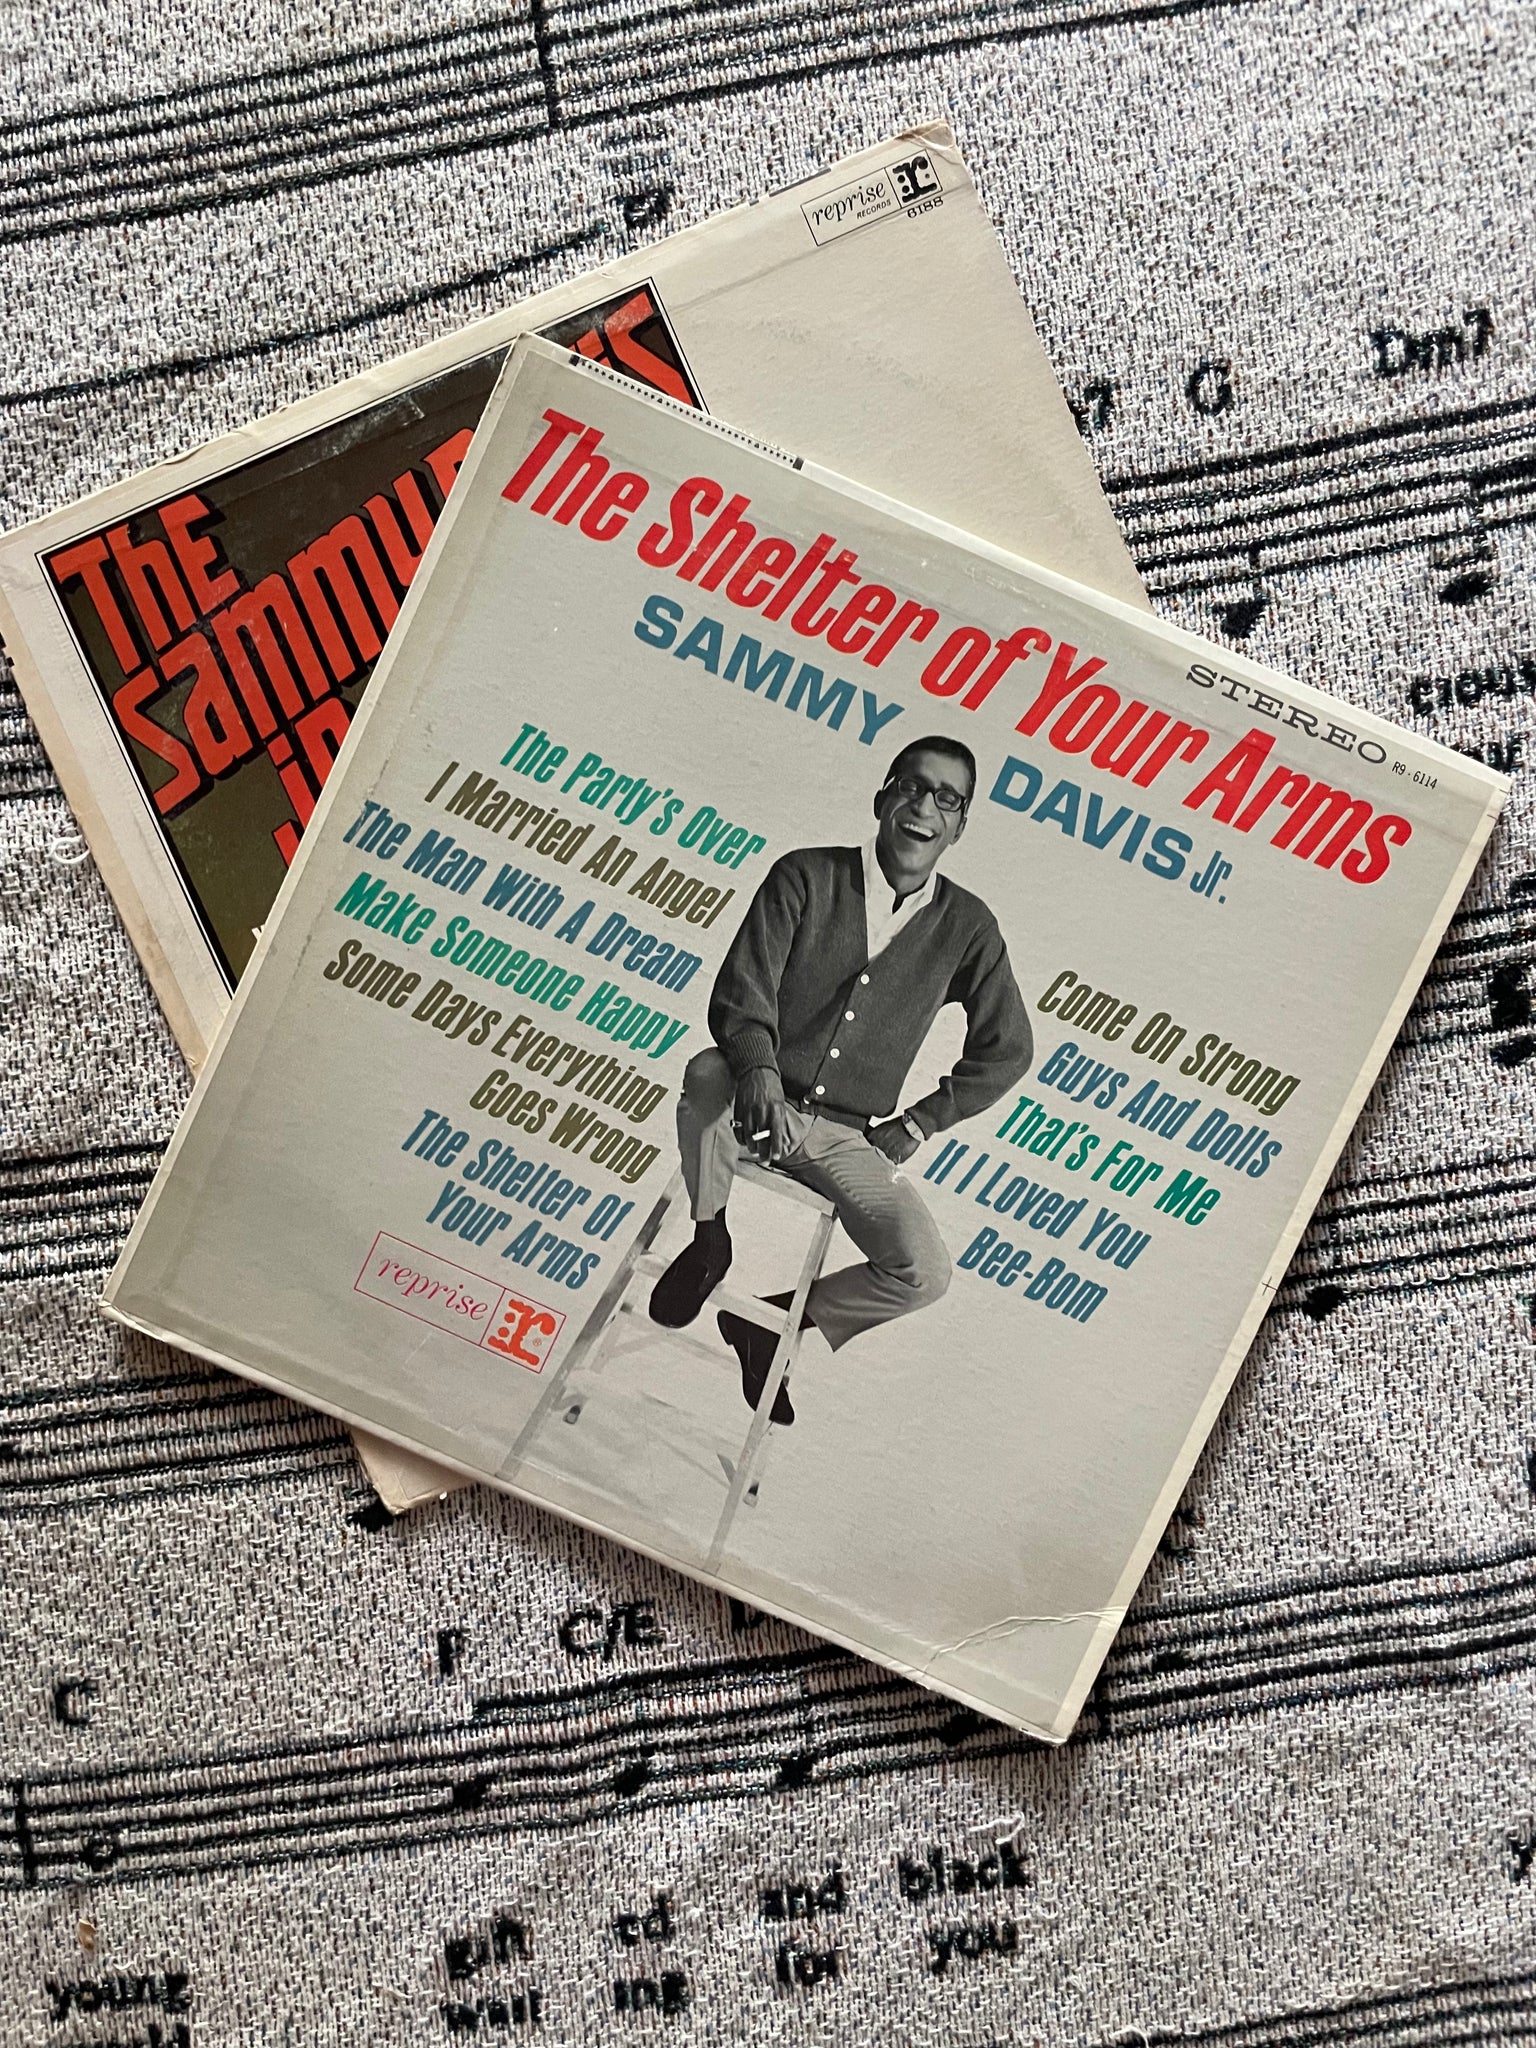 reprise
RECORDS
r
6188
THE
Sammy
STEREO
R9-6114
The Shelter of Your Arms
SAMMY DAVIS Jr.
The Party's Over
I Married An Angel
The Man With A Dream
Make Someone Happy
Some Days Everything
Goes Wrong
The Shelter Of
Your Arms
Come On Strong
Guys And Dolls
That's For Me
If I Loved You
Bee-Bom
reprise
r
G
Dm7
C
F
C/E
and
black
for
you
ing
young